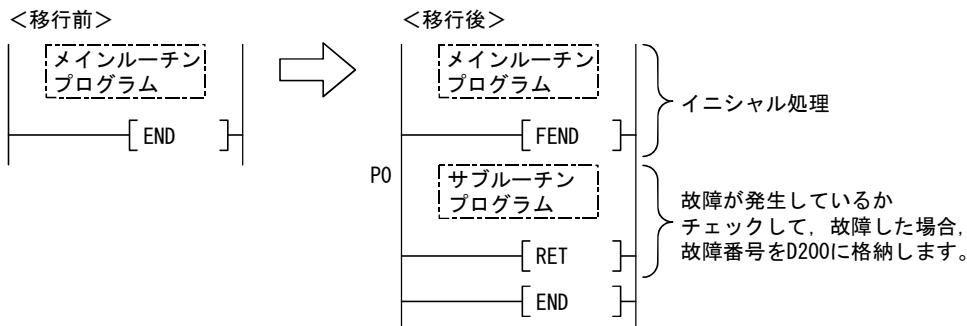 ＜移行前＞
メインルーチン
プログラム
END
＜移行後＞
メインルーチン
プログラム
FEND
イニシャル処理
P0
サブルーチン
プログラム
RET
END
故障が発生しているか
チェックして，故障した場合，
故障番号をD200に格納します。